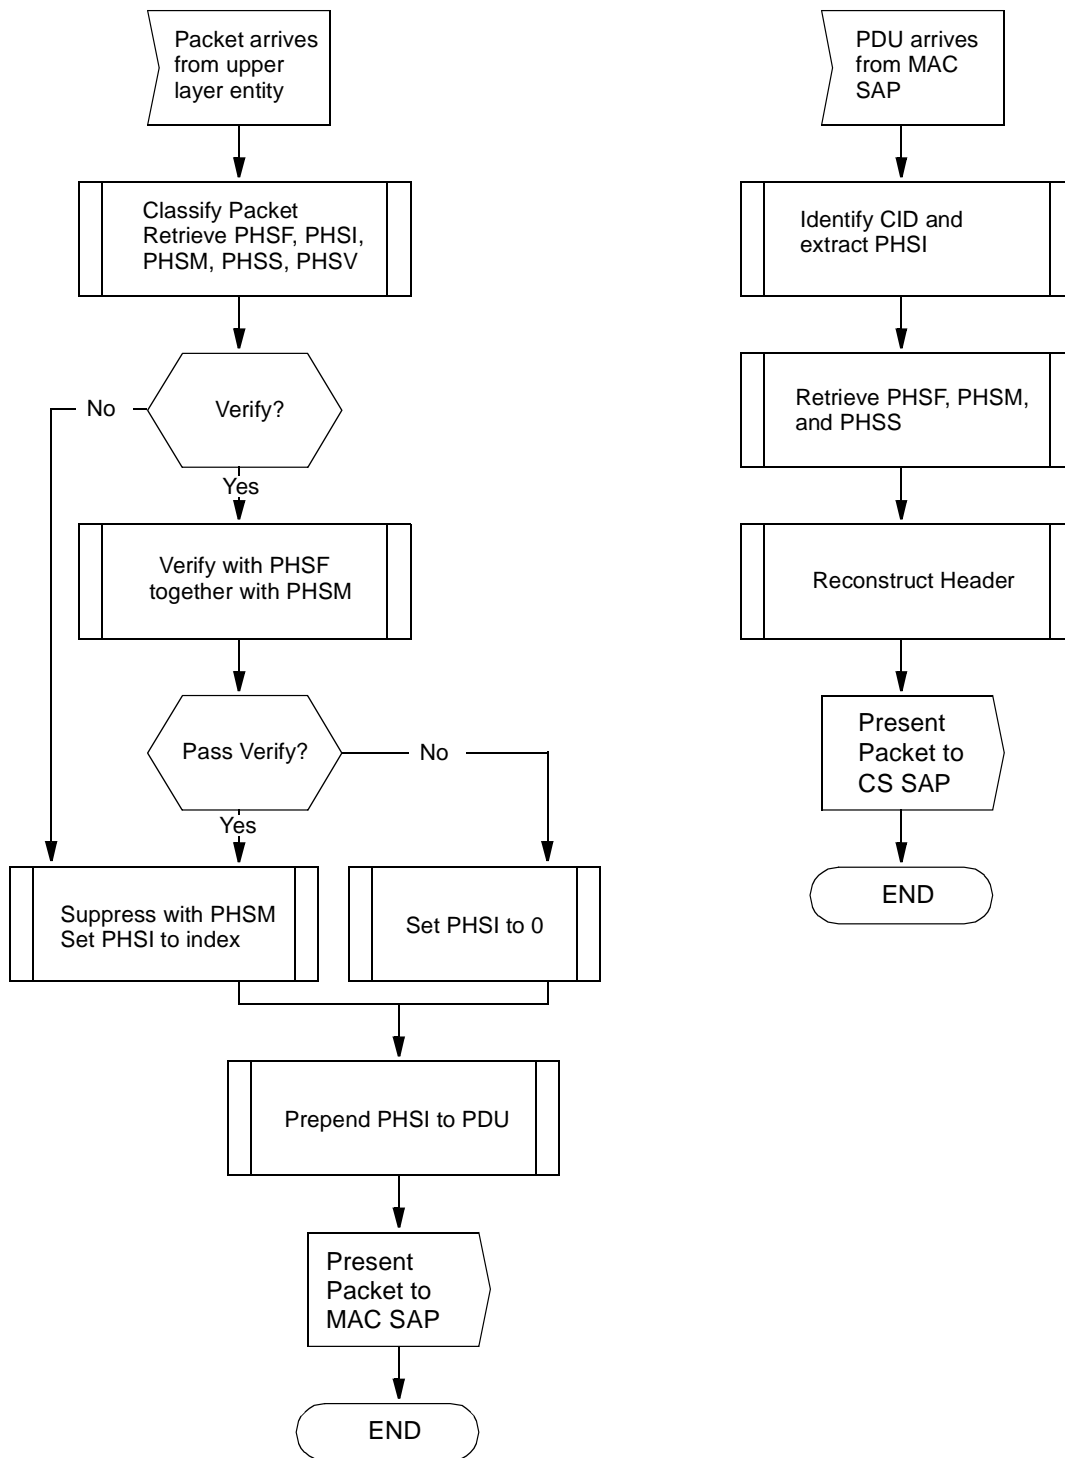 Packet arrives
from upper
layer entity
Classify Packet
Retrieve PHSF, PHSI,
PHSM, PHSS, PHSV
Verify?
No
Yes
Verify with PHSF
together with PHSM
Pass Verify?
No
Yes
Suppress with PHSM
Set PHSI to index
Set PHSI to 0
Prepend PHSI to PDU
Present
Packet to
MAC SAP
END
PDU arrives
from MAC
SAP
Identify CID and
extract PHSI
Retrieve PHSF, PHSM,
and PHSS
Reconstruct Header
Present
Packet to
CS SAP
END